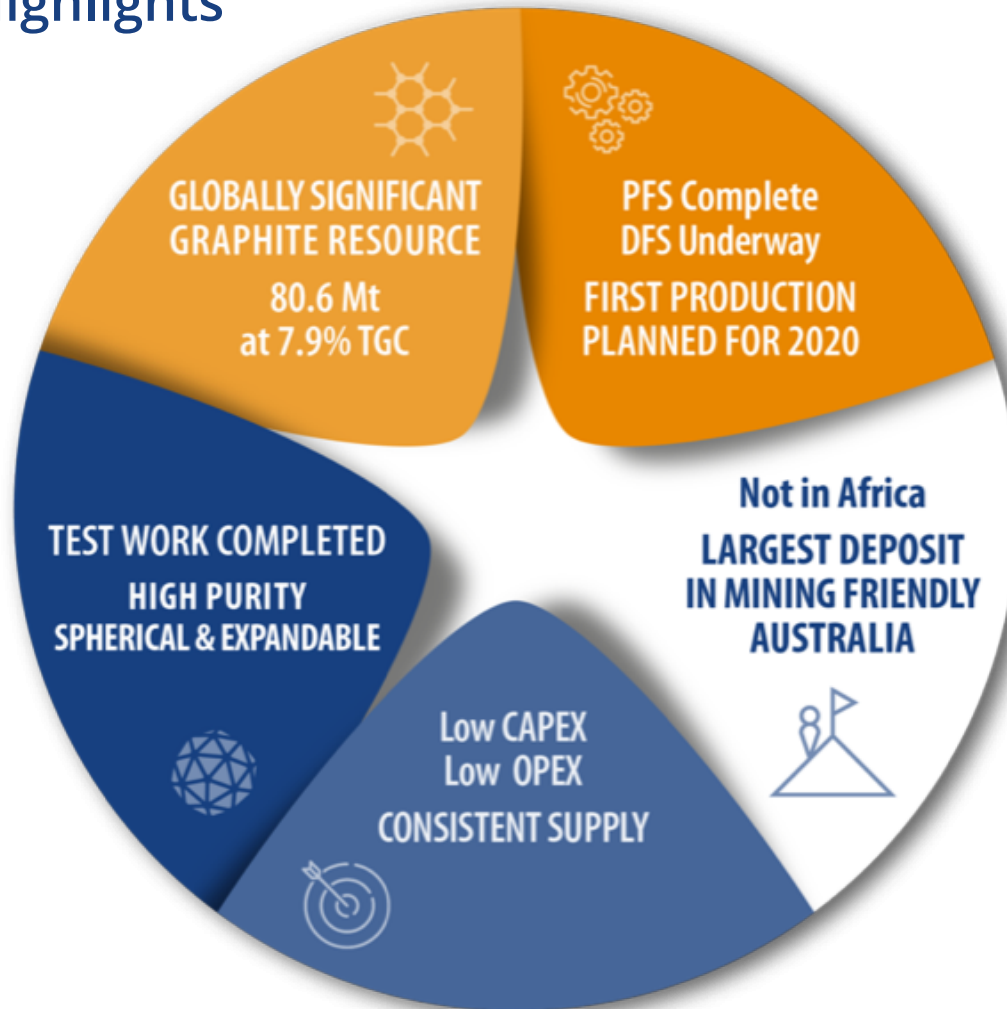 ighlights
GLOBALLY SIGNIFICANT
GRAPHITE RESOURCE
80.6 Mt
at 7.9% TGC
PFS Complete
DFS Underway
FIRST PRODUCTION
PLANNED FOR 2020
Not in Africa
LARGEST DEPOSIT
IN MINING FRIENDLY
AUSTRALIA
Low CAPEX
Low OPEX
CONSISTENT SUPPLY
TEST WORK COMPLETED
HIGH PURITY
SPHERICAL & EXPANDABLE